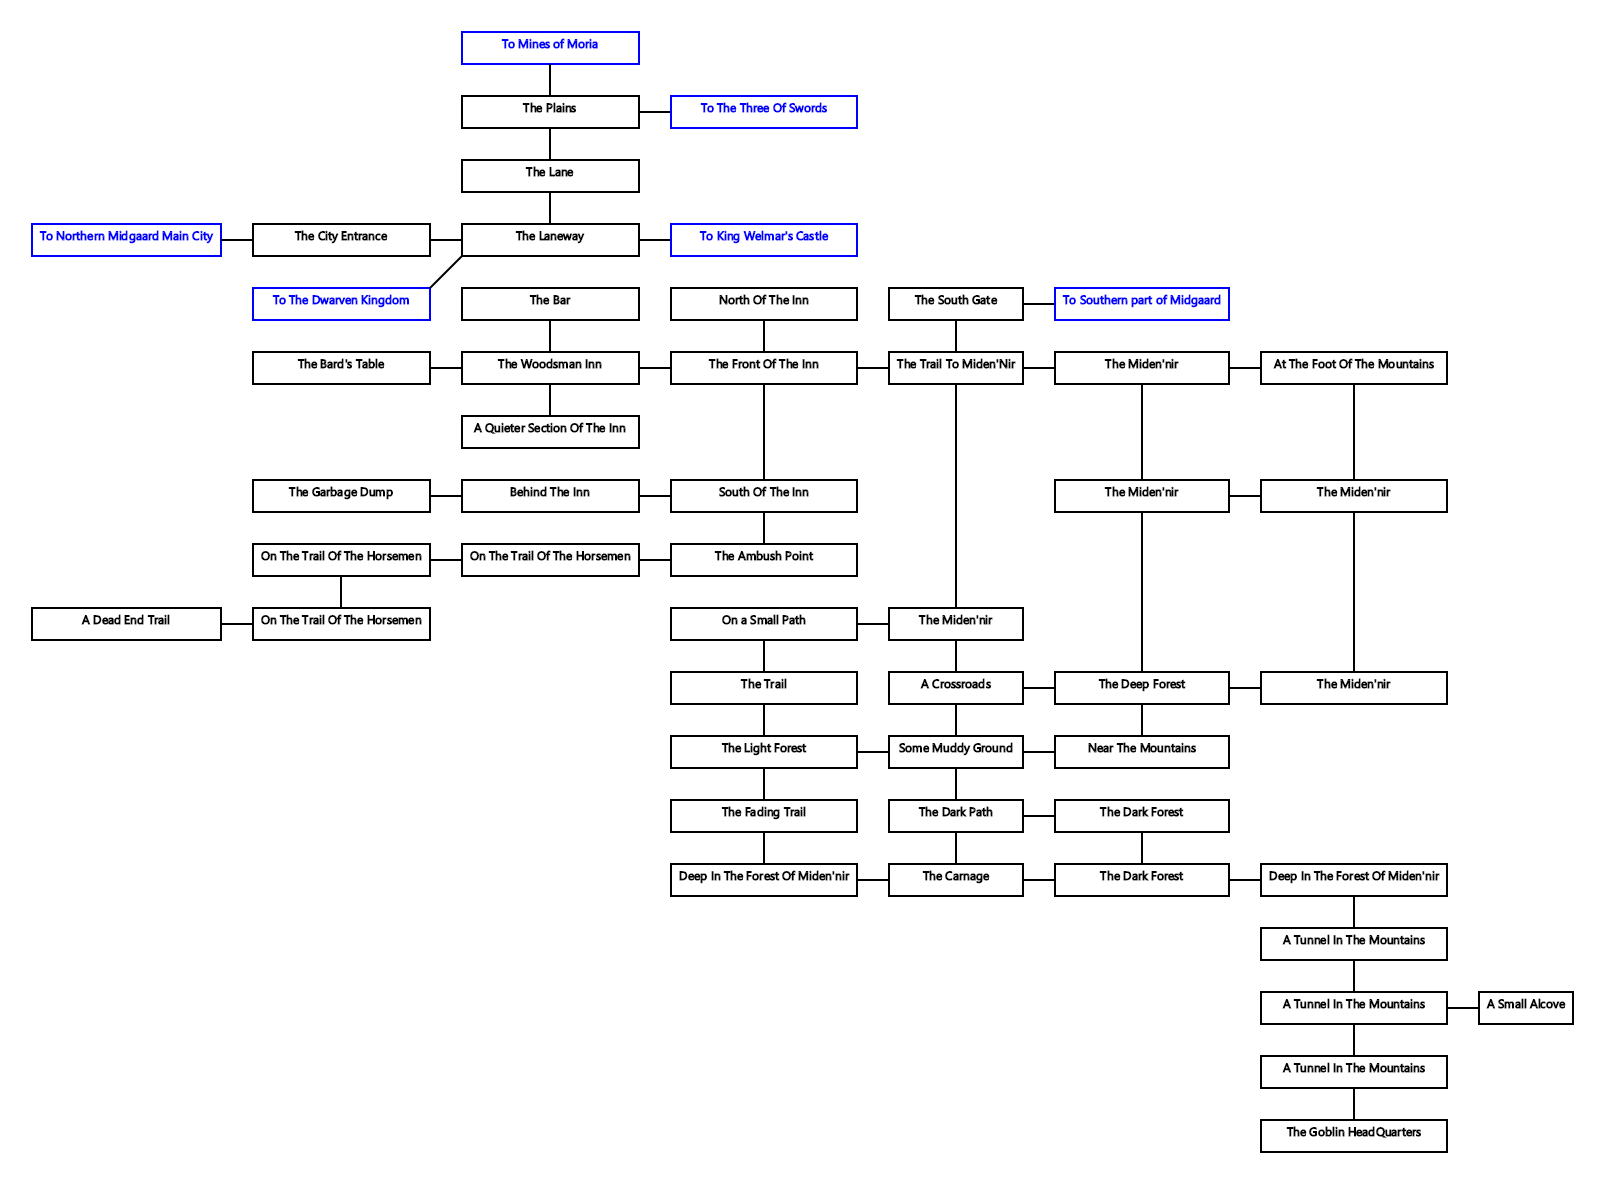 To Mines of Moria
The Plains
To The Three Of Swords
The Lane
To Northern Midgaard Main City
The City Entrance
The Laneway
To King Welmar's Castle
To The Dwarven Kingdom
The Bar
North Of The Inn
The South Gate
To Southern part of Midgaard
The Bard's Table
The Woodsman Inn
The Front Of The Inn
The Trail To Miden'Nir
The Miden'nir
At The Foot Of The Mountains
A Quieter Section Of The Inn
The Garbage Dump
Behind The Inn
South Of The Inn
The Miden'nir
The Miden'nir
On The Trail Of The Horsemen
On The Trail Of The Horsemen
The Ambush Point
A Dead End Trail
On The Trail Of The Horsemen
On a Small Path
The Miden'nir
The Trail
A Crossroads
The Deep Forest
The Miden'nir
The Light Forest
Some Muddy Ground
Near The Mountains
The Fading Trail
The Dark Path
The Dark Forest
Deep In The Forest Of Miden'nir
The Carnage
The Dark Forest
Deep In The Forest Of Miden'nir
A Tunnel In The Mountains
A Tunnel In The Mountains
A Small Alcove
A Tunnel In The Mountains
The Goblin HeadQuarters